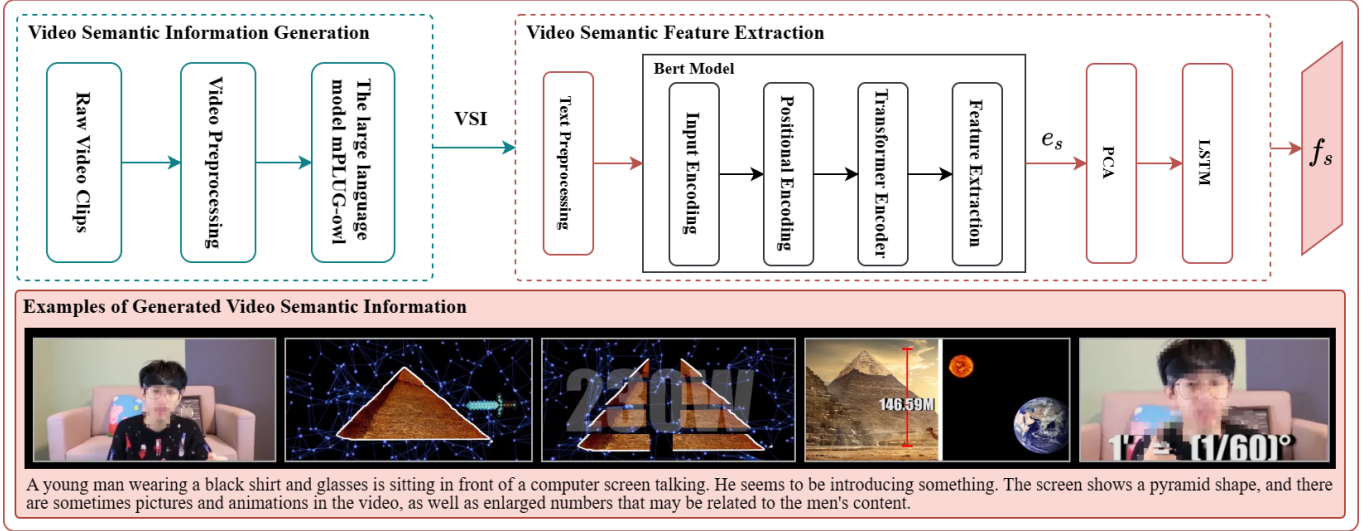 Video Semantic Information Generation
Raw Video Clips
Video Preprocessing
The large language
model mPLUG-owl
VSI
Video Semantic Feature Extraction
Text Preprocessing
Bert Model
Input Encoding
Positional Encoding
Transformer Encoder
Feature Extraction
e_s
PCA
LSTM
f_s
Examples of Generated Video Semantic Information
230W
146.59M
1′ = (1/60)°
A young man wearing a black shirt and glasses is sitting in front of a computer screen talking. He seems to be introducing something. The screen shows a pyramid shape, and there
are sometimes pictures and animations in the video, as well as enlarged numbers that may be related to the men's content.